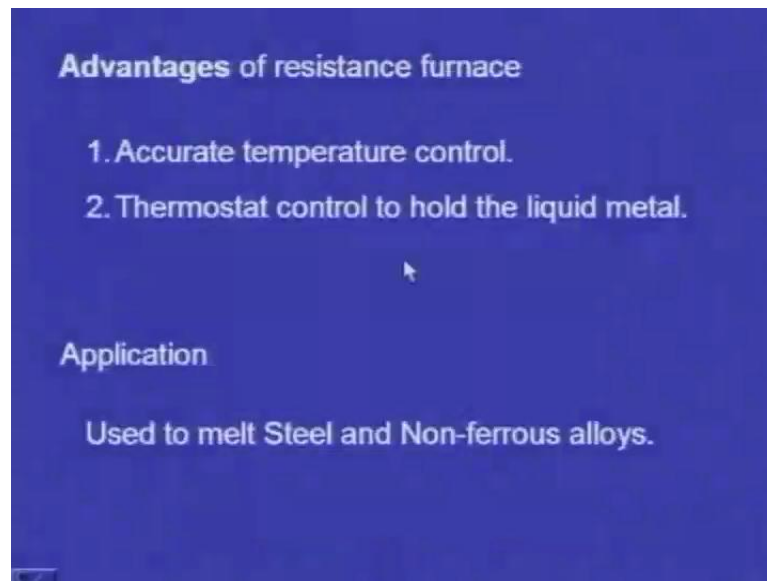 Advantages of resistance furnace
1. Accurate temperature control.
2. Thermostat control to hold the liquid metal.
Application
Used to melt Steel and Non-ferrous alloys.